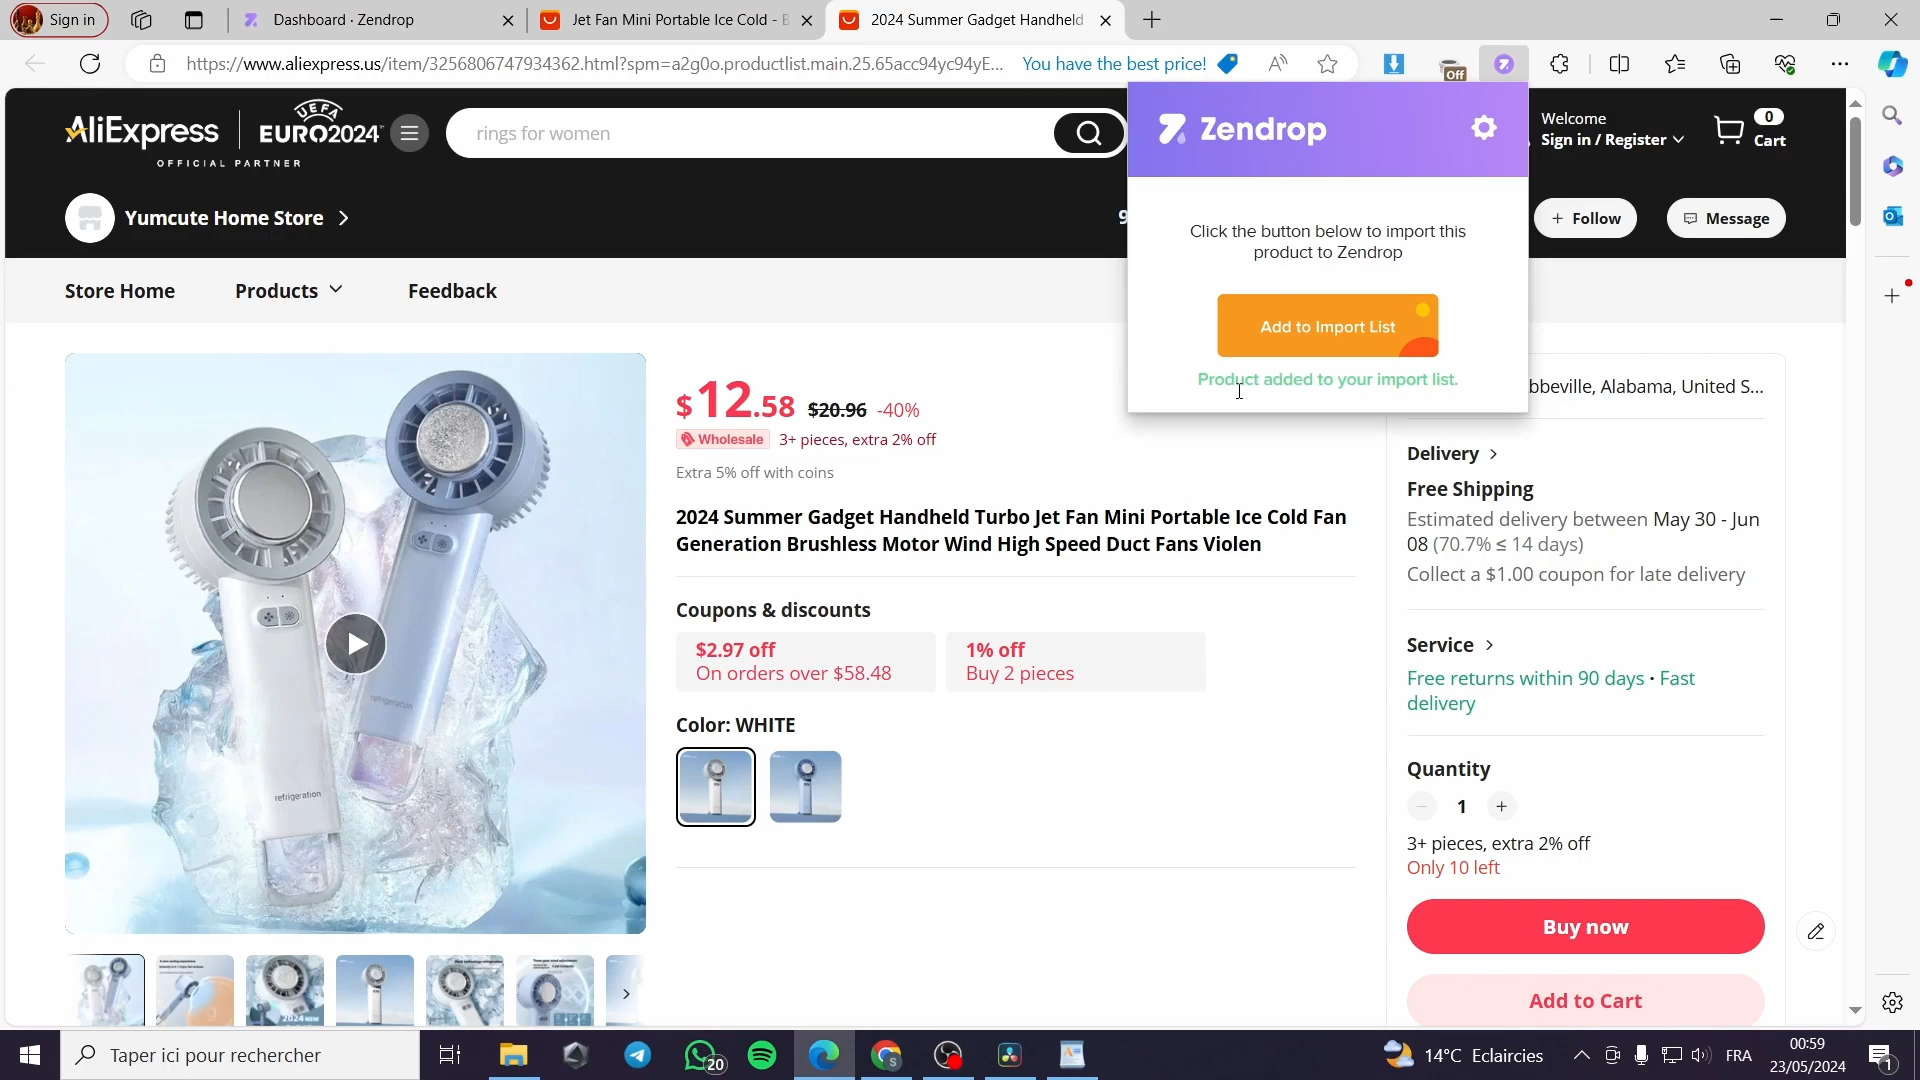 Sign in
Dashboard · Zendrop
Jet Fan Mini Portable Ice Cold - B
2024 Summer Gadget Handheld
https://www.aliexpress.us/item/3256806747934362.html?spm=a2g0o.productlist.main.25.65acc94yc94yE...
You have the best price!
Off
AliExpress
UEFA
EURO2024
OFFICIAL PARTNER
rings for women
Zendrop
Welcome
Sign in / Register
0
Cart
Yumcute Home Store
9
+ Follow
Message
Click the button below to import this
product to Zendrop
Add to Import List
Product added to your import list.
Store Home
Products
Feedback
bbeville, Alabama, United S...
$12.58 $20.96 -40%
Wholesale 3+ pieces, extra 2% off
Extra 5% off with coins
2024 Summer Gadget Handheld Turbo Jet Fan Mini Portable Ice Cold Fan
Generation Brushless Motor Wind High Speed Duct Fans Violen
Coupons & discounts
$2.97 off
On orders over $58.48
1% off
Buy 2 pieces
Color: WHITE
refrigeration
refrigeration
Delivery
Free Shipping
Estimated delivery between May 30 - Jun
08 (70.7% ≤ 14 days)
Collect a $1.00 coupon for late delivery
Service
Free returns within 90 days · Fast
delivery
Quantity
1
3+ pieces, extra 2% off
Only 10 left
Buy now
Add to Cart
Taper ici pour rechercher
20
14°C Eclaircies
FRA
00:59
23/05/2024
1